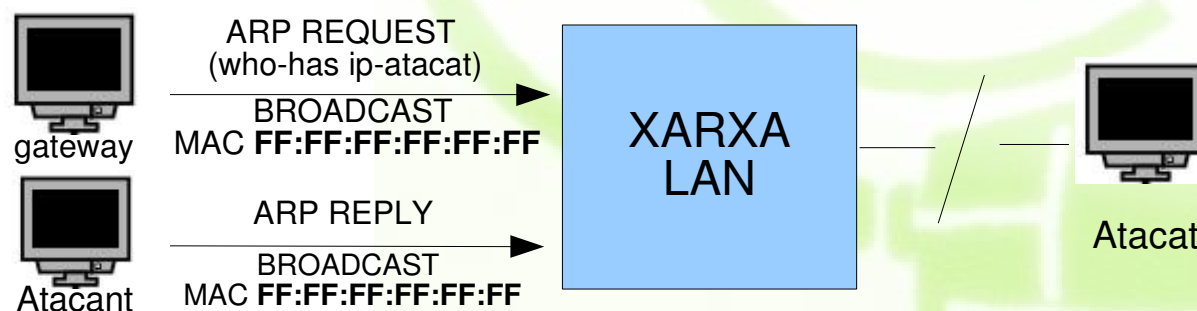 ARP REQUEST
(who-has ip-atacat)
BROADCAST
MAC FF:FF:FF:FF:FF:FF
gateway
ARP REPLY
BROADCAST
MAC FF:FF:FF:FF:FF:FF
Atacant
XARXA
LAN
Atacat